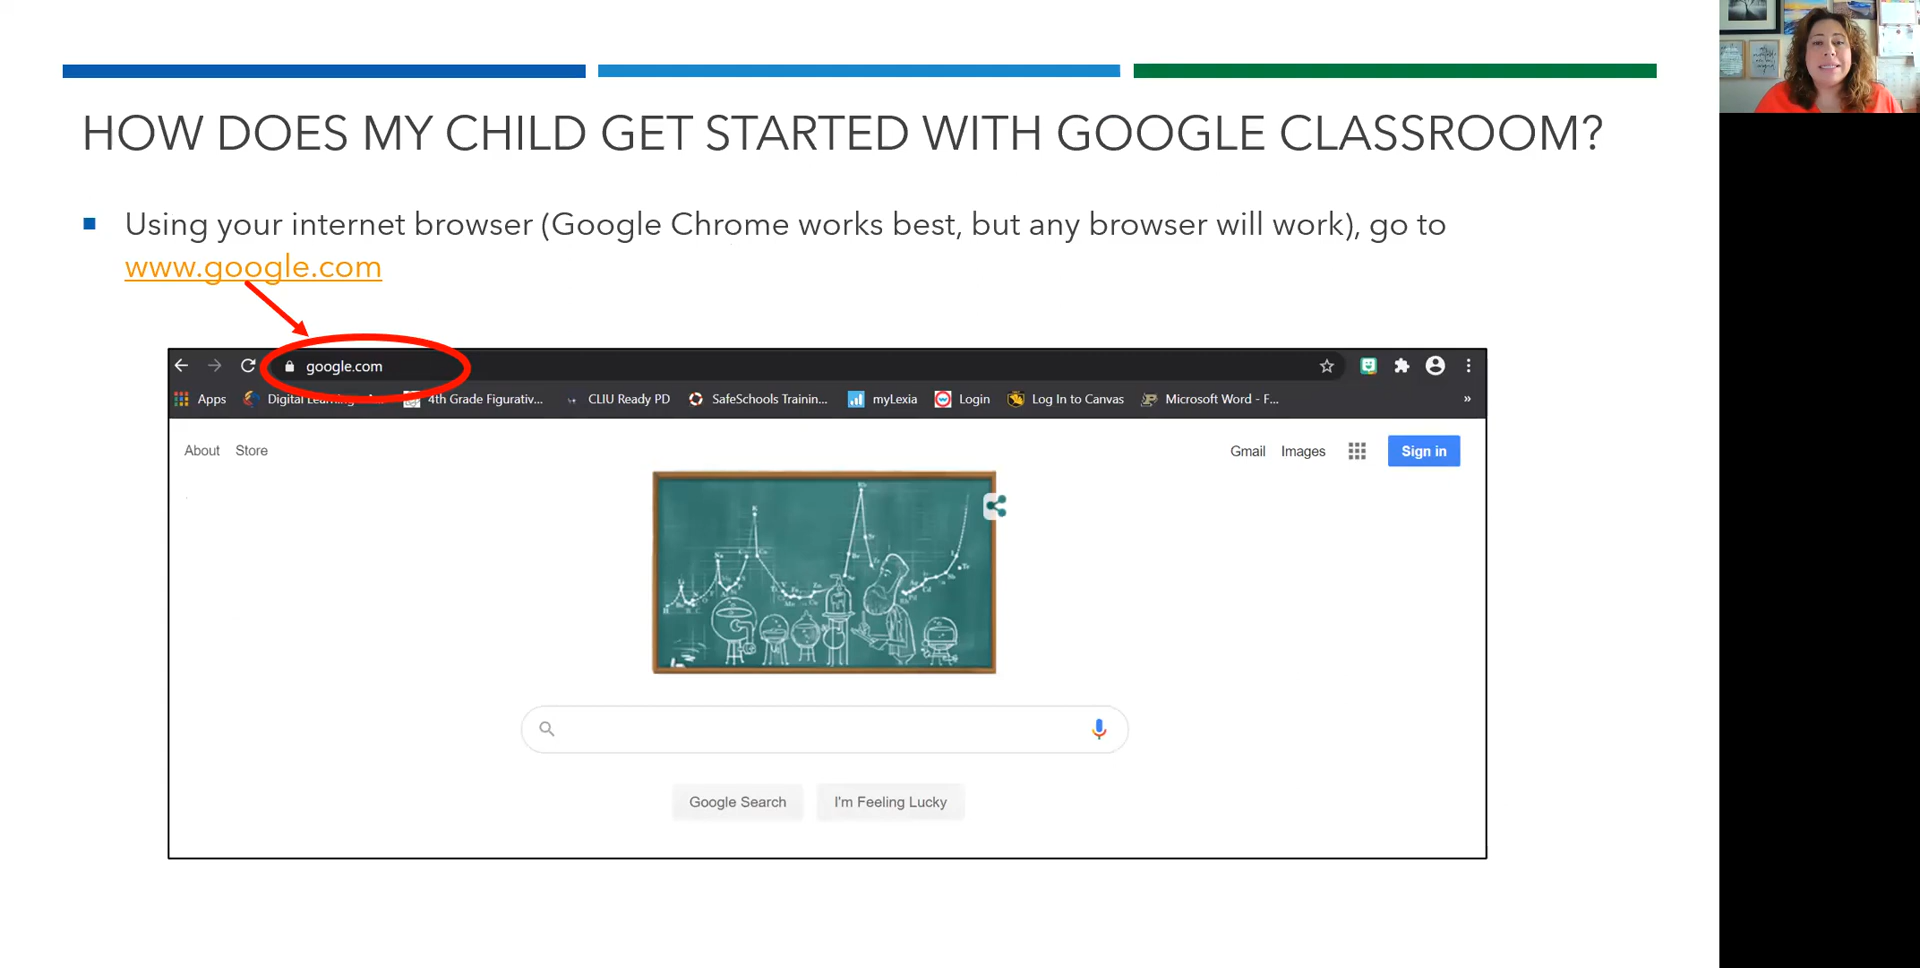 HOW DOES MY CHILD GET STARTED WITH GOOGLE CLASSROOM?
Using your internet browser (Google Chrome works best, but any browser will work), go to
www.google.com
google.com
Apps Digital Learning 4th Grade Figurativ... CLIU Ready PD SafeSchools Trainin... myLexia Login Log In to Canvas Microsoft Word - F... »
About Store Gmail Images Sign in
Google Search I'm Feeling Lucky